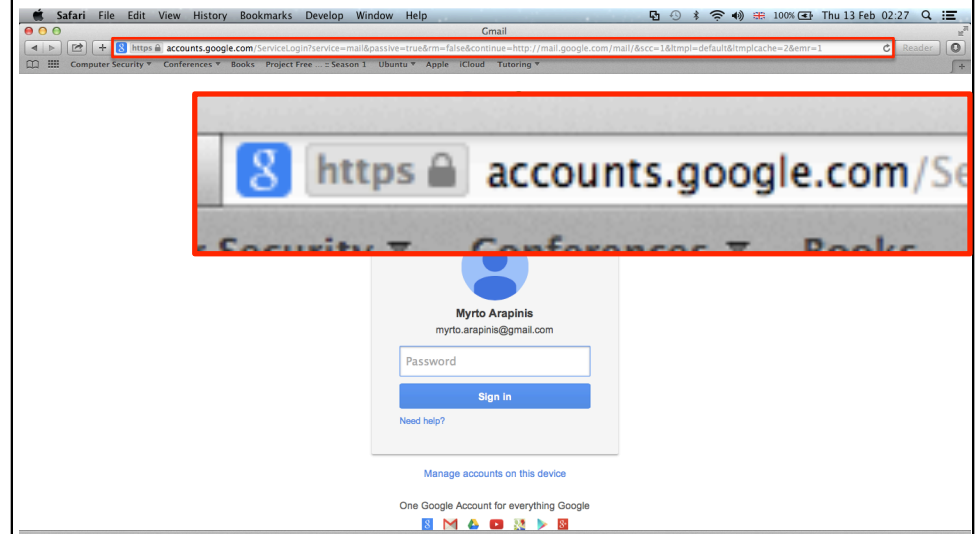 Safari File Edit View History Bookmarks Develop Window Help 100% Thu 13 Feb 02:27
Gmail
https accounts.google.com/ServiceLogin?service=mail&passive=true&rm=false&continue=http://mail.google.com/mail/&scc=1&ltmpl=default&ltmplcache=2&emr=1 Reader
Computer Security Conferences Books Project Free ... :: Season 1 Ubuntu Apple iCloud Tutoring
8 https accounts.google.com/Se
r Security Conferences Books
Myrto Arapinis
myrto.arapinis@gmail.com
Password
Sign in
Need help?
Manage accounts on this device
One Google Account for everything Google